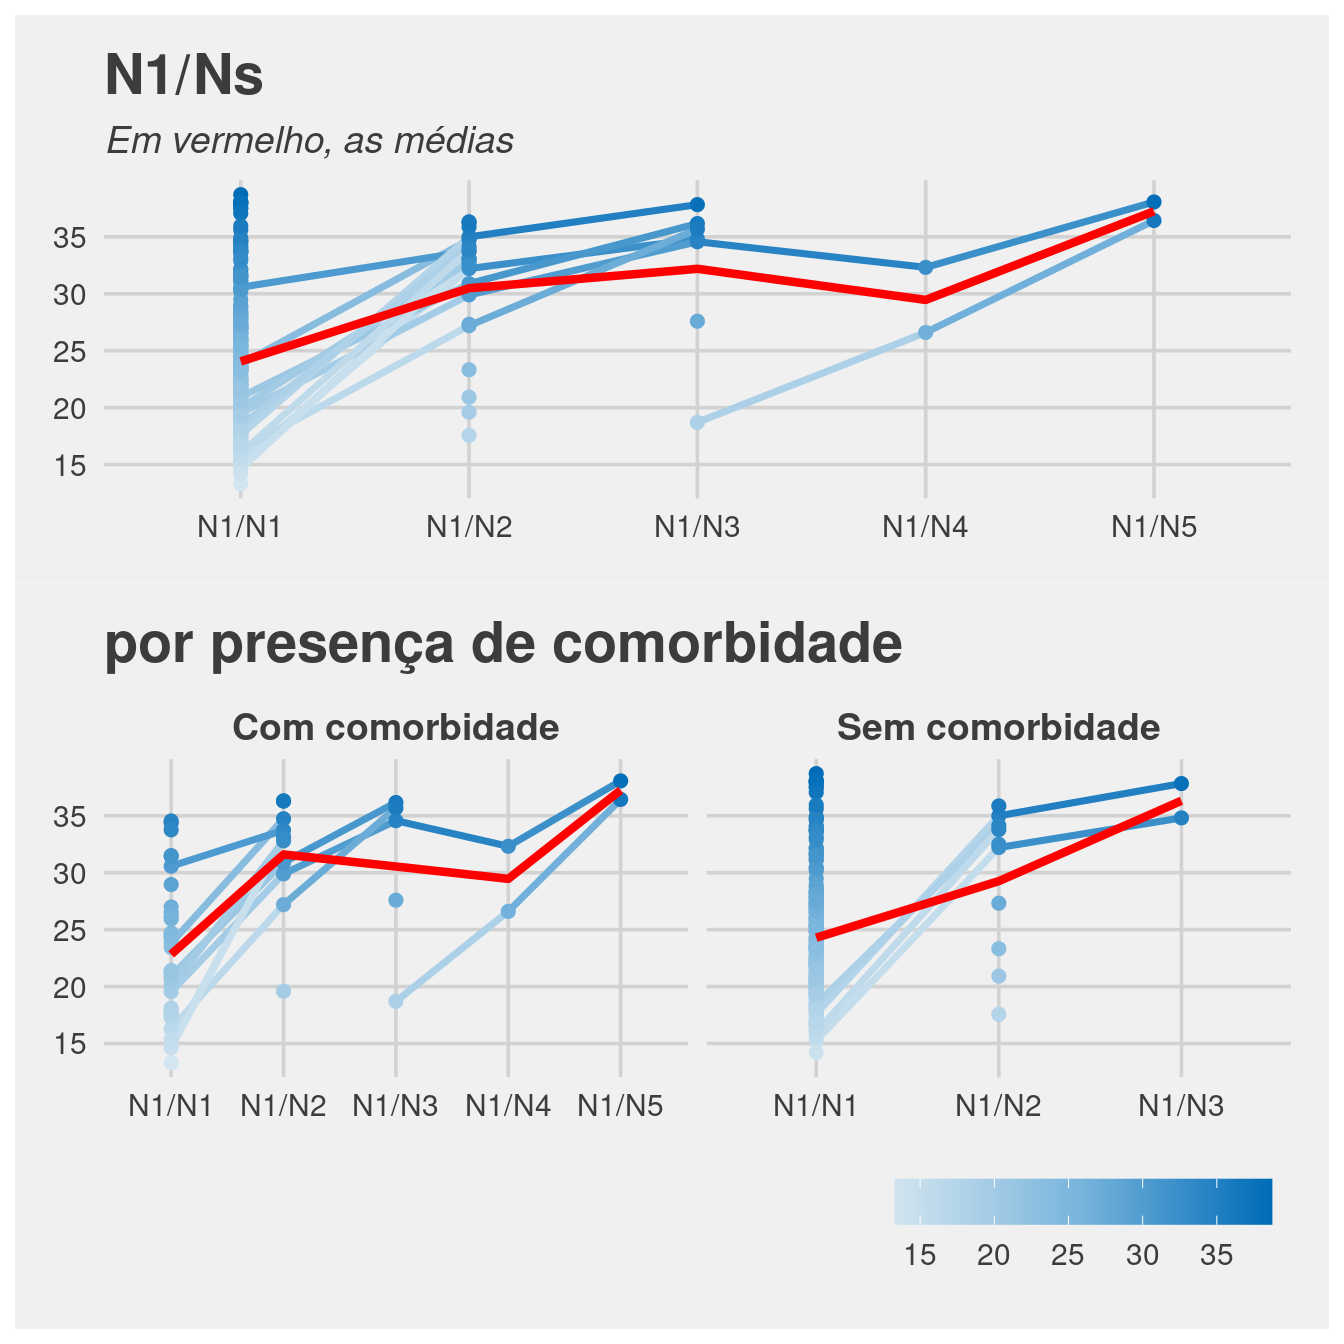 N1/Ns
Em vermelho, as médias
35
30
25
20
15
N1/N1 N1/N2 N1/N3 N1/N4 N1/N5
por presença de comorbidade
Com comorbidade Sem comorbidade
35
30
25
20
15
N1/N1 N1/N2 N1/N3 N1/N4 N1/N5 N1/N1 N1/N2 N1/N3
15 20 25 30 35